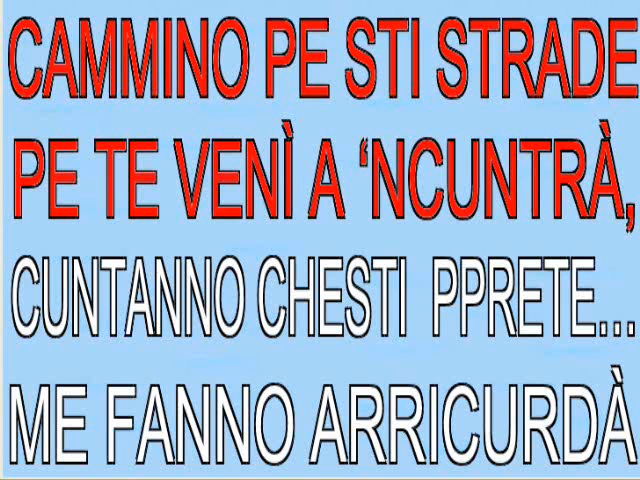 CAMMINO PE STI STRADE
PE TE VENÌ A ‘NCUNTRÀ,
CUNTANNO CHESTI PPRETE...
ME FANNO ARRICURDÀ